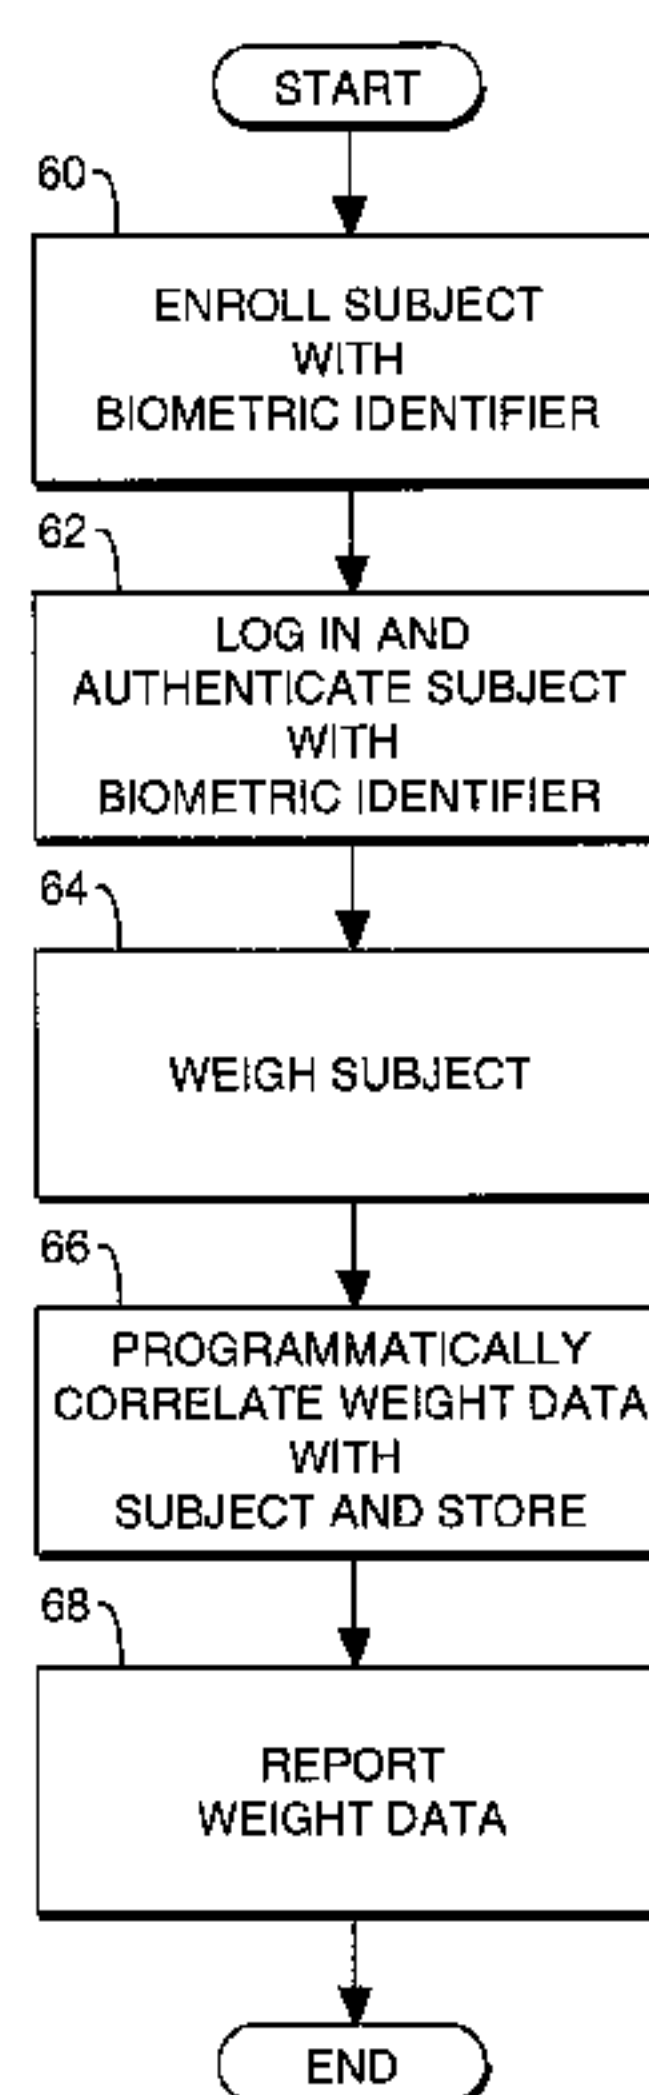 START
60
ENROLL SUBJECT
WITH
BIOMETRIC IDENTIFIER
62
LOG IN AND
AUTHENTICATE SUBJECT
WITH
BIOMETRIC IDENTIFIER
64
WEIGH SUBJECT
66
PROGRAMMATICALLY
CORRELATE WEIGHT DATA
WITH
SUBJECT AND STORE
68
REPORT
WEIGHT DATA
END